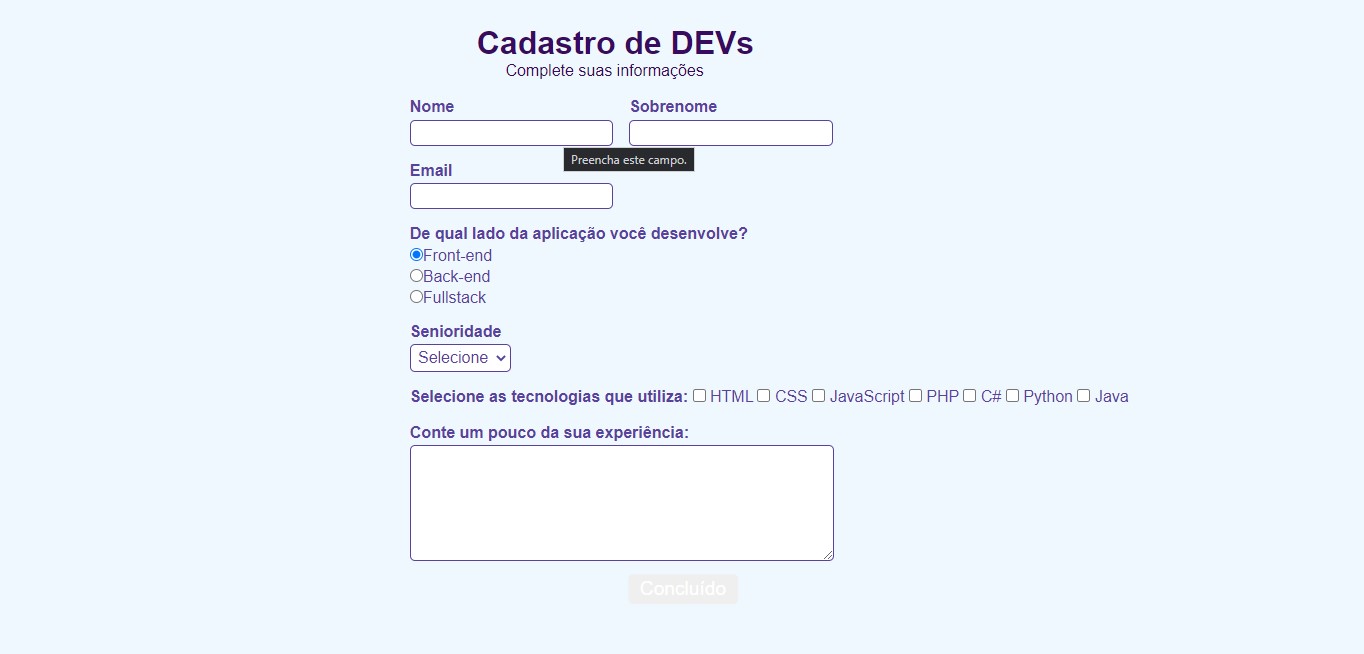 Cadastro de DEVs
Complete suas informações
Nome Sobrenome
Preencha este campo.
Email
De qual lado da aplicação você desenvolve?
Front-end
Back-end
Fullstack
Senioridade
Selecione
Selecione as tecnologias que utiliza: HTML CSS JavaScript PHP C# Python Java
Conte um pouco da sua experiência:
Concluído